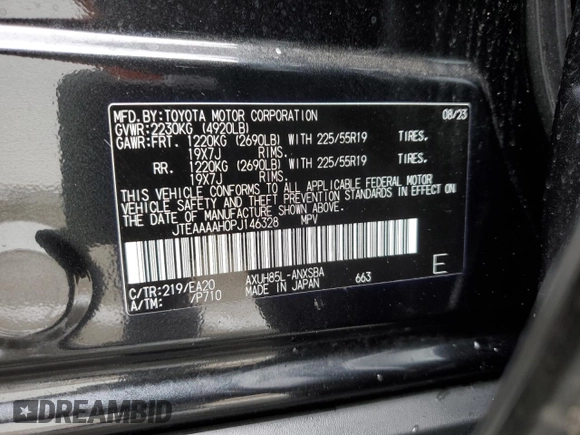 MFD.BY:TOYOTA MOTOR CORPORATION 08/23
GVWR:2230KG (4920LB)
GAWR:FRT. 1220KG (2690LB) WITH 225/55R19 TIRES.
19X7J RIMS.
RR. 1220KG (2690LB) WITH 225/55R19 TIRES.
19X7J RIMS.
THIS VEHICLE CONFORMS TO ALL APPLICABLE FEDERAL MOTOR
VEHICLE SAFETY AND THEFT PREVENTION STANDARDS IN EFFECT ON
THE DATE OF MANUFACTURE SHOWN ABOVE.
JTEAAAAH0PJ146328 MPV
C/TR:219/EA20 AXUH85L-ANXSBA 663 E
A/TM: /P710 MADE IN JAPAN
DREAMBID